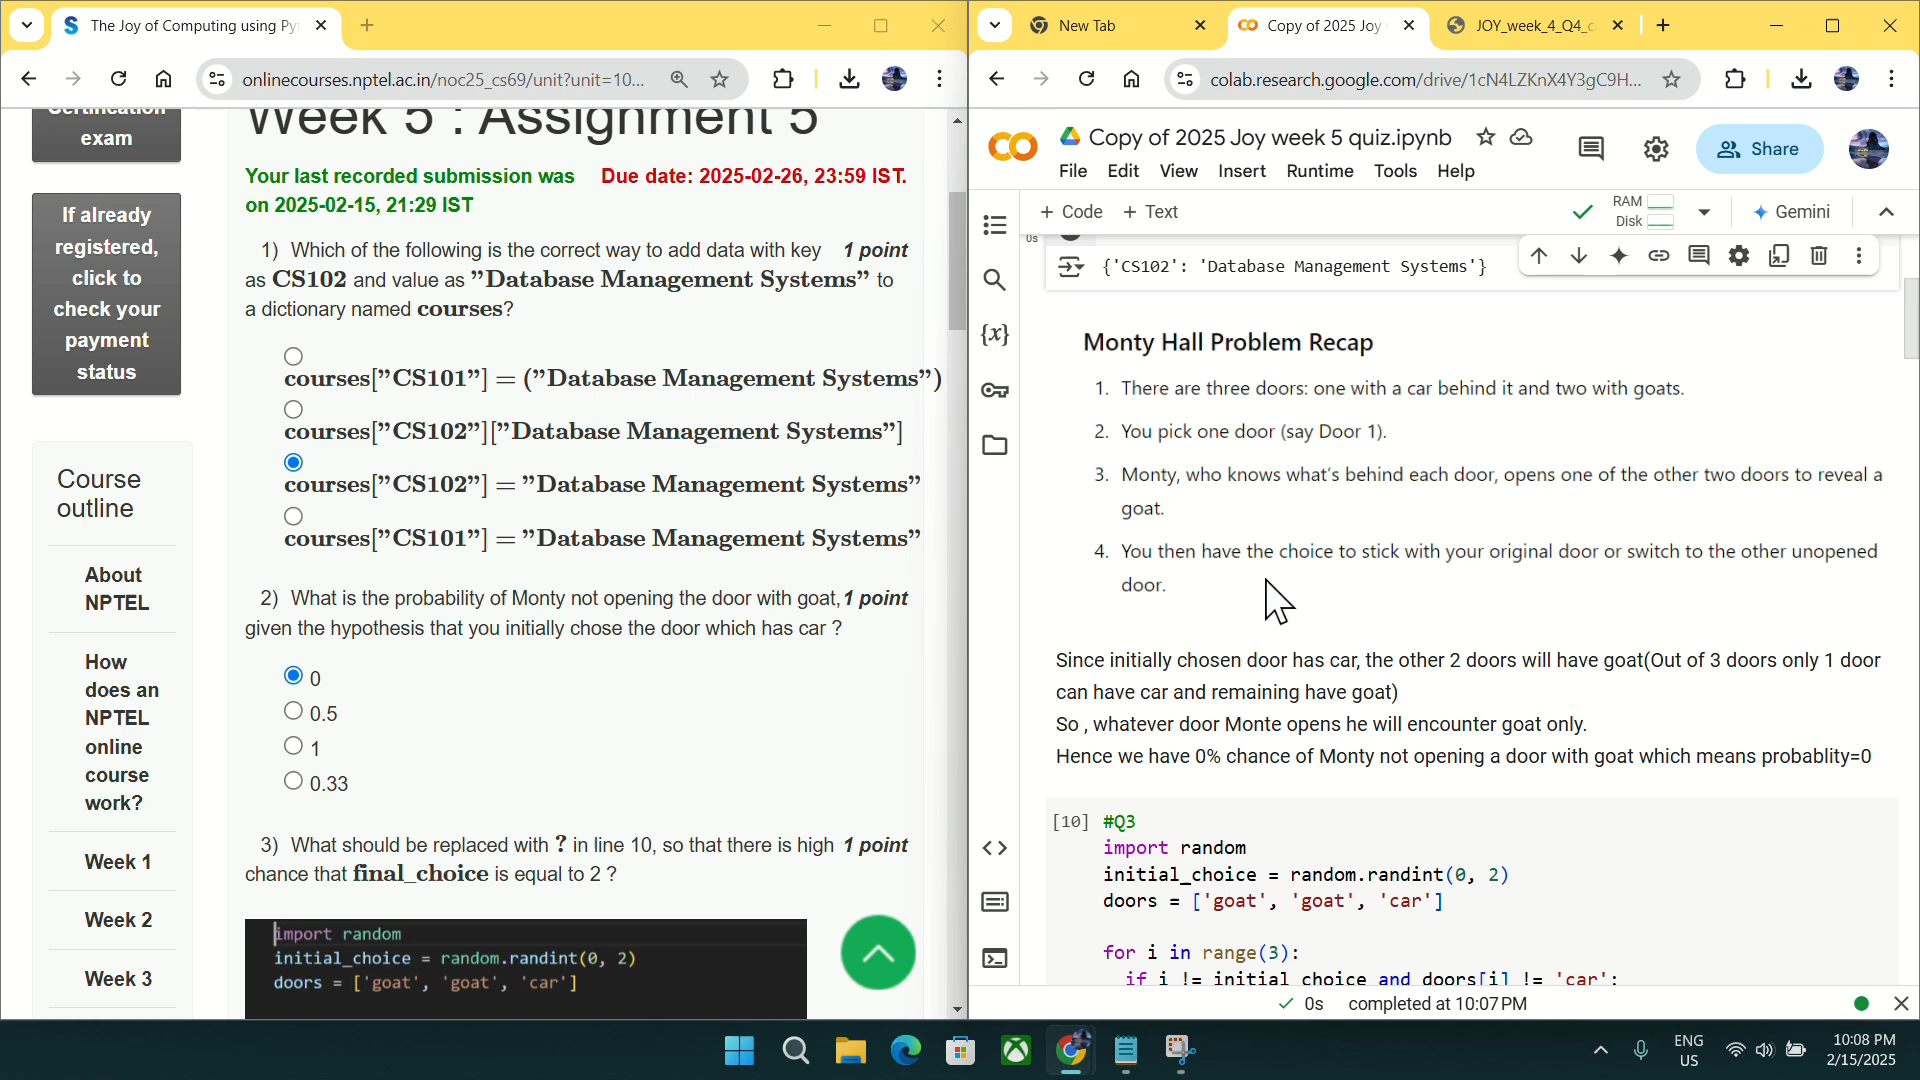 The Joy of Computing using Py
onlinecourses.nptel.ac.in/noc25_cs69/unit?unit=10...
exam
If already
registered,
click to
check your
payment
status
Course
outline
About
NPTEL
How
does an
NPTEL
online
course
work?
Week 1
Week 2
Week 3
Week 5 : Assignment 5
Your last recorded submission was
on 2025-02-15, 21:29 IST
Due date: 2025-02-26, 23:59 IST.
1) Which of the following is the correct way to add data with key 1 point
as CS102 and value as ”Database Management Systems” to
a dictionary named courses?
courses[”CS101”] = (”Database Management Systems”)
courses[”CS102”][”Database Management Systems”]
courses[”CS102”] = ”Database Management Systems”
courses[”CS101”] = ”Database Management Systems”
2) What is the probability of Monty not opening the door with goat, 1 point
given the hypothesis that you initially chose the door which has car ?
0
0.5
1
0.33
3) What should be replaced with ? in line 10, so that there is high 1 point
chance that final_choice is equal to 2 ?
import random
initial_choice = random.randint(0, 2)
doors = ['goat', 'goat', 'car']
New Tab
Copy of 2025 Joy
JOY_week_4_Q4_c
colab.research.google.com/drive/1cN4LZKnX4Y3gC9H...
Copy of 2025 Joy week 5 quiz.ipynb
File Edit View Insert Runtime Tools Help
Share
+ Code + Text
RAM
Disk
Gemini
0s
{'CS102': 'Database Management Systems'}
Monty Hall Problem Recap
1. There are three doors: one with a car behind it and two with goats.
2. You pick one door (say Door 1).
3. Monty, who knows what's behind each door, opens one of the other two doors to reveal a
goat.
4. You then have the choice to stick with your original door or switch to the other unopened
door.
Since initially chosen door has car, the other 2 doors will have goat(Out of 3 doors only 1 door
can have car and remaining have goat)
So , whatever door Monte opens he will encounter goat only.
Hence we have 0% chance of Monty not opening a door with goat which means probablity=0
[10] #Q3
import random
initial_choice = random.randint(0, 2)
doors = ['goat', 'goat', 'car']
for i in range(3):
if i != initial_choice and doors[i] != 'car':
0s completed at 10:07 PM
ENG
US
10:08 PM
2/15/2025